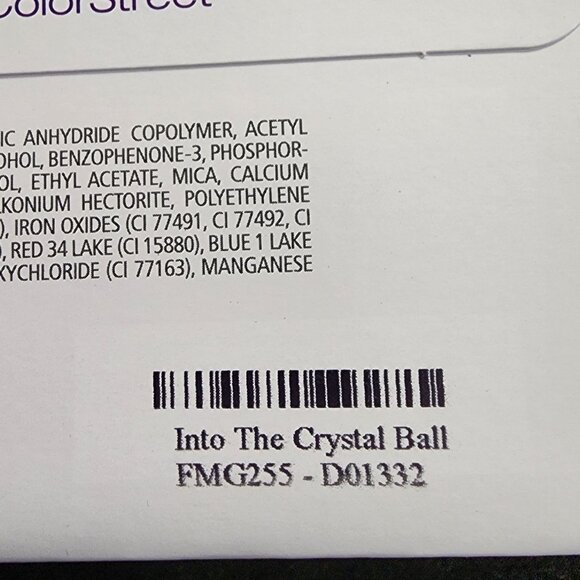 ColorStreet
IC ANHYDRIDE COPOLYMER, ACETYL
OHOL, BENZOPHENONE-3, PHOSPHOR-
OL, ETHYL ACETATE, MICA, CALCIUM
LKONIUM HECTORITE, POLYETHYLENE
), IRON OXIDES (CI 77491, CI 77492, CI
), RED 34 LAKE (CI 15880), BLUE 1 LAKE
XYCHLORIDE (CI 77163), MANGANESE
Into The Crystal Ball
FMG255 - D01332